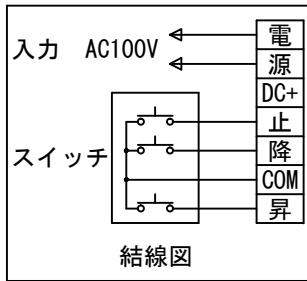 入力 AC100V
電
源
DC+
止
降
COM
昇
スイッチ
結線図